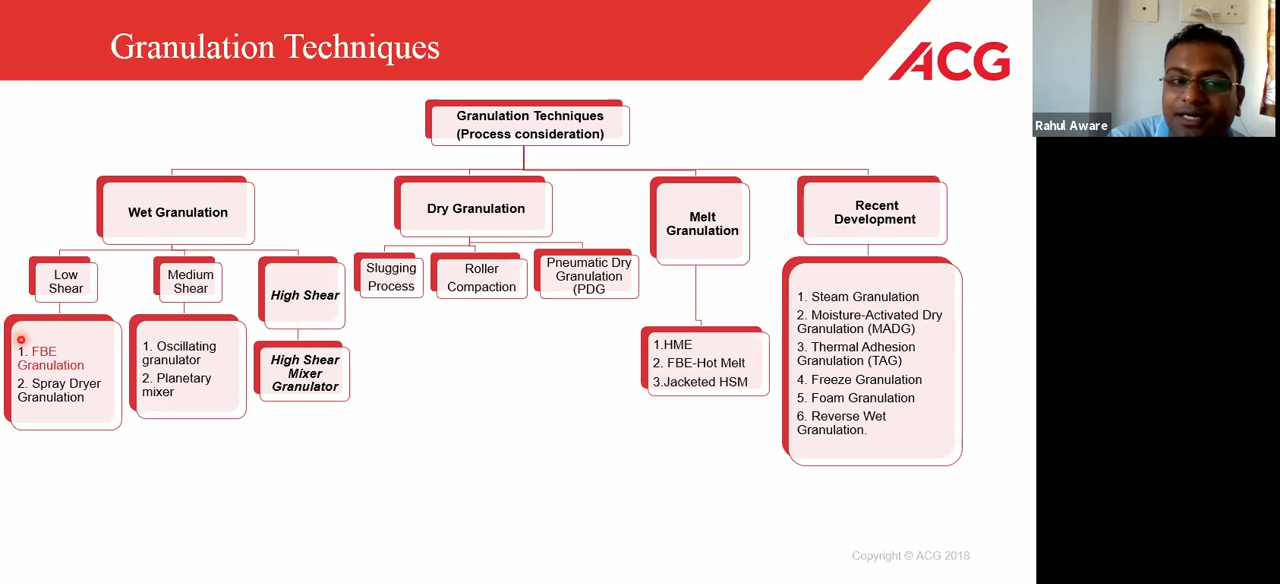 Granulation Techniques
ACG
Rahul Aware
Granulation Techniques
(Process consideration)
Wet Granulation
Dry Granulation
Melt
Granulation
Recent
Development
Low
Shear
Medium
Shear
High Shear
Slugging
Process
Roller
Compaction
Pneumatic Dry
Granulation
(PDG
1. FBE
Granulation
2. Spray Dryer
Granulation
1. Oscillating
granulator
2. Planetary
mixer
High Shear
Mixer
Granulator
1.HME
2. FBE-Hot Melt
3.Jacketed HSM
1. Steam Granulation
2. Moisture-Activated Dry
Granulation (MADG)
3. Thermal Adhesion
Granulation (TAG)
4. Freeze Granulation
5. Foam Granulation
6. Reverse Wet
Granulation.
Copyright © ACG 2018